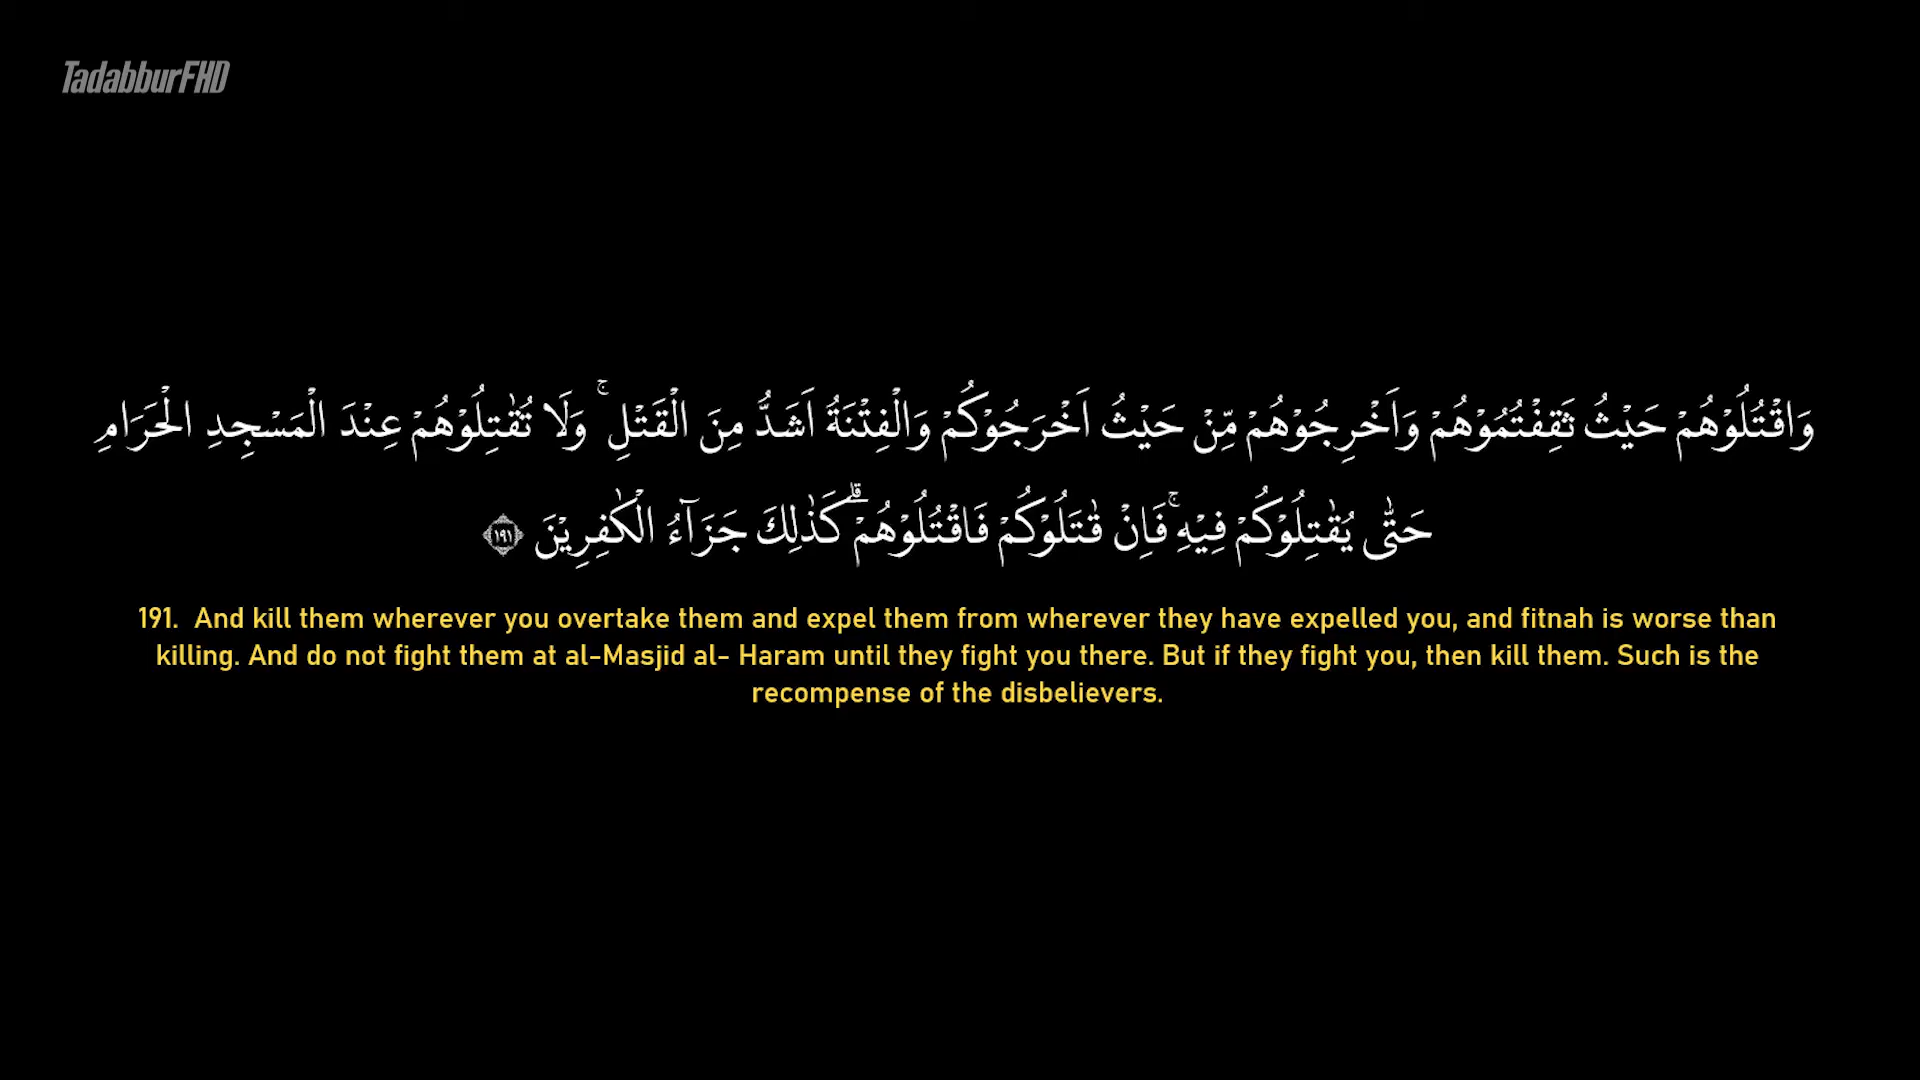 TadabburFHD
وَاقْتُلُوْهُمْ حَيْثُ ثَقِفْتُمُوْهُمْ وَاَخْرِجُوْهُمْ مِّنْ حَيْثُ اَخْرَجُوْكُمْ وَالْفِتْنَةُ اَشَدُّ مِنَ الْقَتْلِ ۚ وَلَا تُقٰتِلُوْهُمْ عِنْدَ الْمَسْجِدِ الْحَرَامِ
حَتّٰى يُقٰتِلُوْكُمْ فِيْهِۚ فَاِنْ قٰتَلُوْكُمْ فَاقْتُلُوْهُمْۗ كَذٰلِكَ جَزَاۤءُ الْكٰفِرِيْنَ ١٩١
191. And kill them wherever you overtake them and expel them from wherever they have expelled you, and fitnah is worse than
killing. And do not fight them at al-Masjid al- Haram until they fight you there. But if they fight you, then kill them. Such is the
recompense of the disbelievers.